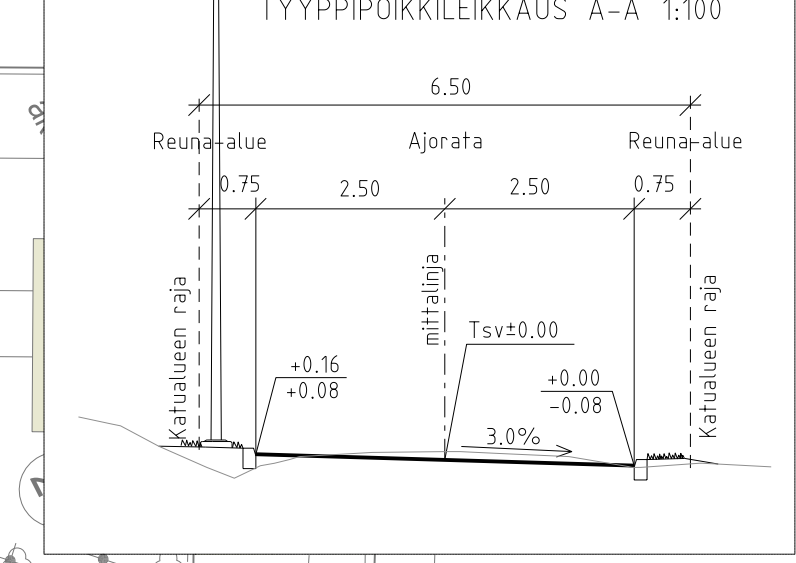 TYYPPIPOIKKILEIKKAUS A-A 1:100
6.50
Reuna-alue Ajorata Reuna-alue
0.75 2.50 2.50 0.75
Katualueen raja
mittalinja
Katualueen raja
Tsv±0.00
+0.16
+0.08
+0.00
-0.08
3.0%